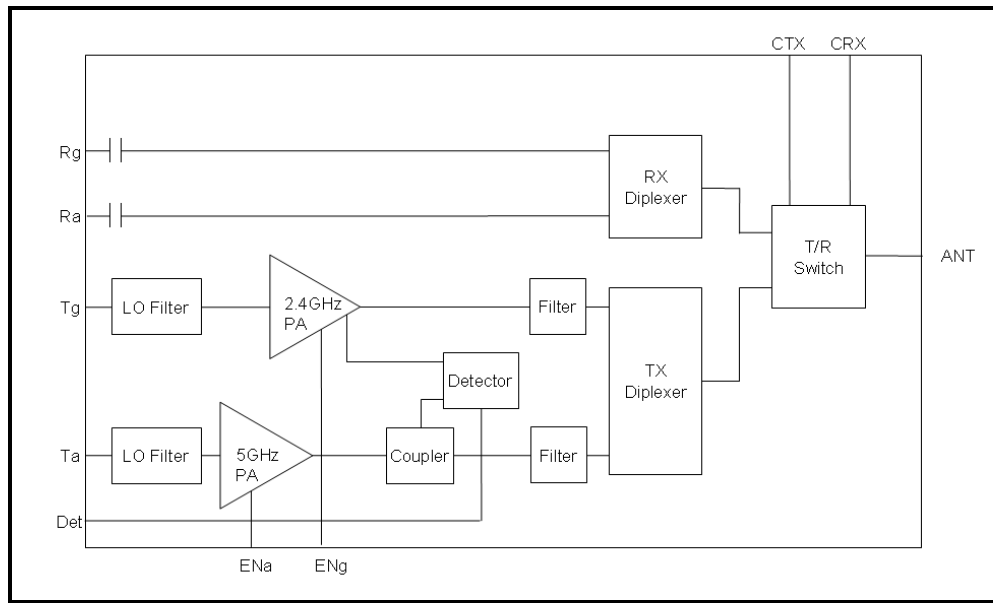 CTX CRX
Rg
RX
Diplexer
Ra
T/R
Switch
ANT
Tg
LO Filter
2.4GHz
PA
Filter
TX
Diplexer
Detector
Ta
LO Filter
5GHz
PA
Coupler
Filter
Det
ENa ENg